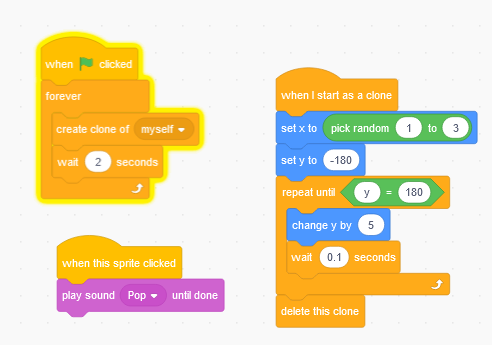 when clicked
forever
create clone of myself
wait 2 seconds
when this sprite clicked
play sound Pop until done
when I start as a clone
set x to pick random 1 to 3
set y to -180
repeat until y = 180
change y by 5
wait 0.1 seconds
delete this clone